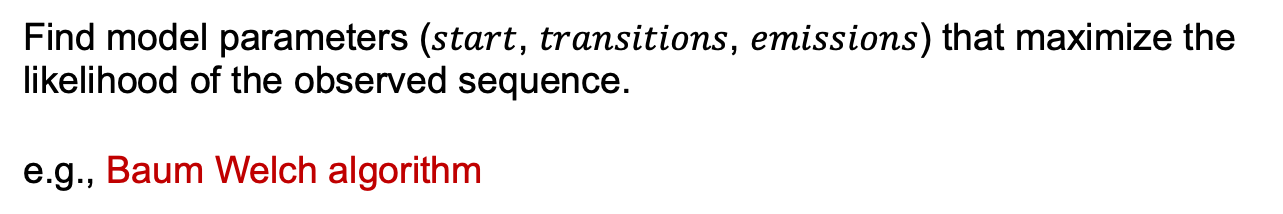 Find model parameters (start, transitions, emissions) that maximize the
likelihood of the observed sequence.
e.g., Baum Welch algorithm